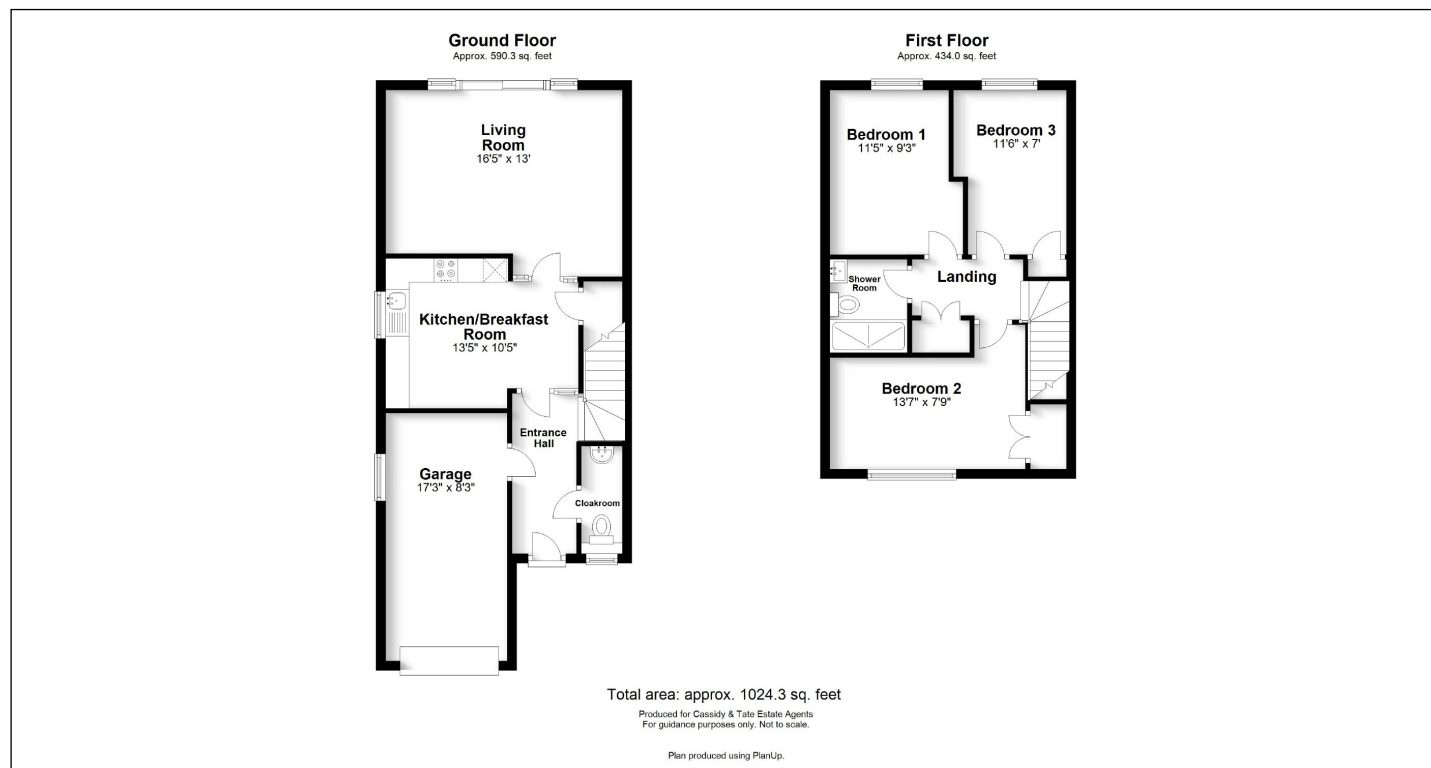 Ground Floor
Approx. 590.3 sq. feet
Living
Room
16'5" x 13'
Kitchen/Breakfast
Room
13'5" x 10'5"
Entrance
Hall
Garage
17'3" x 8'3"
Cloakroom
First Floor
Approx. 434.0 sq. feet
Bedroom 1
11'5" x 9'3"
Bedroom 3
11'6" x 7'
Shower
Room
Landing
Bedroom 2
13'7" x 7'9"
Total area: approx. 1024.3 sq. feet
Produced for Cassidy & Tate Estate Agents
For guidance purposes only. Not to scale.
Plan produced using PlanUp.